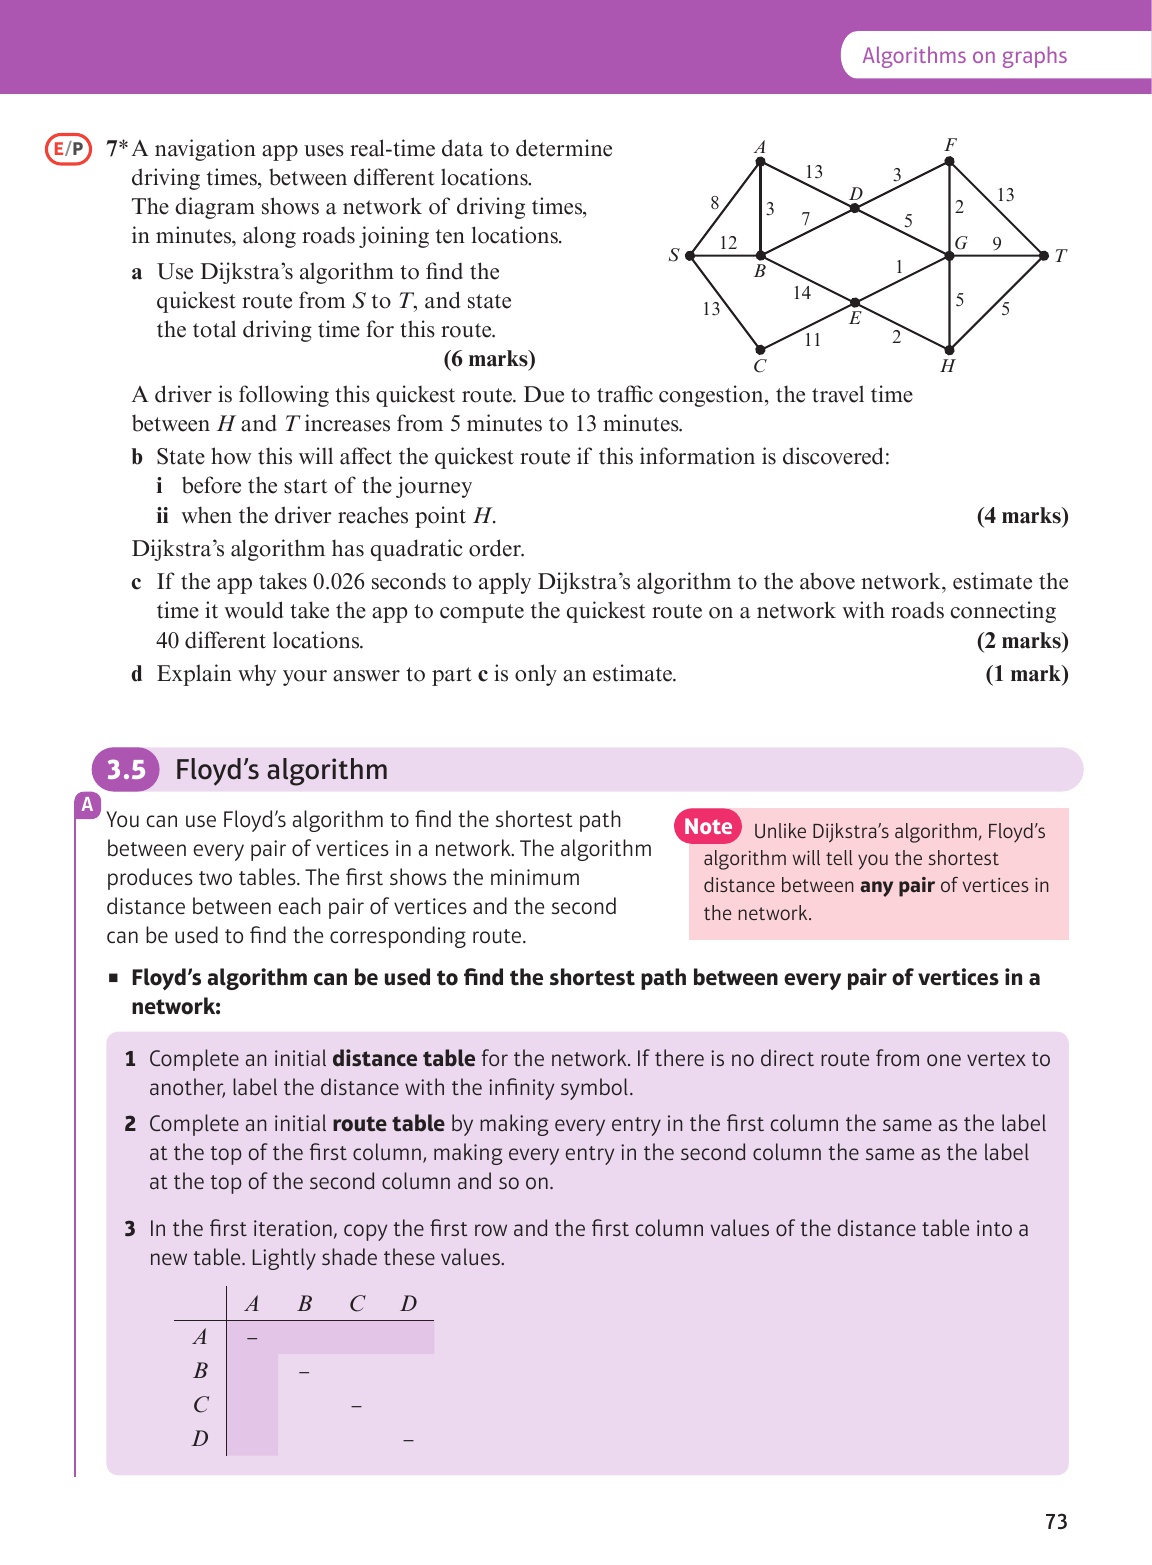 Algorithms on graphs
E/P 7* A navigation app uses real-time data to determine
driving times, between different locations.
The diagram shows a network of driving times,
in minutes, along roads joining ten locations.
a Use Dijkstra’s algorithm to find the
quickest route from S to T, and state
the total driving time for this route.
(6 marks)
A F
13 3 13
8 3 D 2
7 5
12 G 9
S B T
1
14 5
13 E 5
11 2
C H
A driver is following this quickest route. Due to traffic congestion, the travel time
between H and T increases from 5 minutes to 13 minutes.
b State how this will affect the quickest route if this information is discovered:
i before the start of the journey
ii when the driver reaches point H. (4 marks)
Dijkstra’s algorithm has quadratic order.
c If the app takes 0.026 seconds to apply Dijkstra’s algorithm to the above network, estimate the
time it would take the app to compute the quickest route on a network with roads connecting
40 different locations. (2 marks)
d Explain why your answer to part c is only an estimate. (1 mark)
3.5 Floyd’s algorithm
A
You can use Floyd’s algorithm to find the shortest path
between every pair of vertices in a network. The algorithm
produces two tables. The first shows the minimum
distance between each pair of vertices and the second
can be used to find the corresponding route.
Note Unlike Dijkstra’s algorithm, Floyd’s
algorithm will tell you the shortest
distance between any pair of vertices in
the network.
■ Floyd’s algorithm can be used to find the shortest path between every pair of vertices in a
network:
1 Complete an initial distance table for the network. If there is no direct route from one vertex to
another, label the distance with the infinity symbol.
2 Complete an initial route table by making every entry in the first column the same as the label
at the top of the first column, making every entry in the second column the same as the label
at the top of the second column and so on.
3 In the first iteration, copy the first row and the first column values of the distance table into a
new table. Lightly shade these values.
A B C D
A –
B –
C –
D –
73